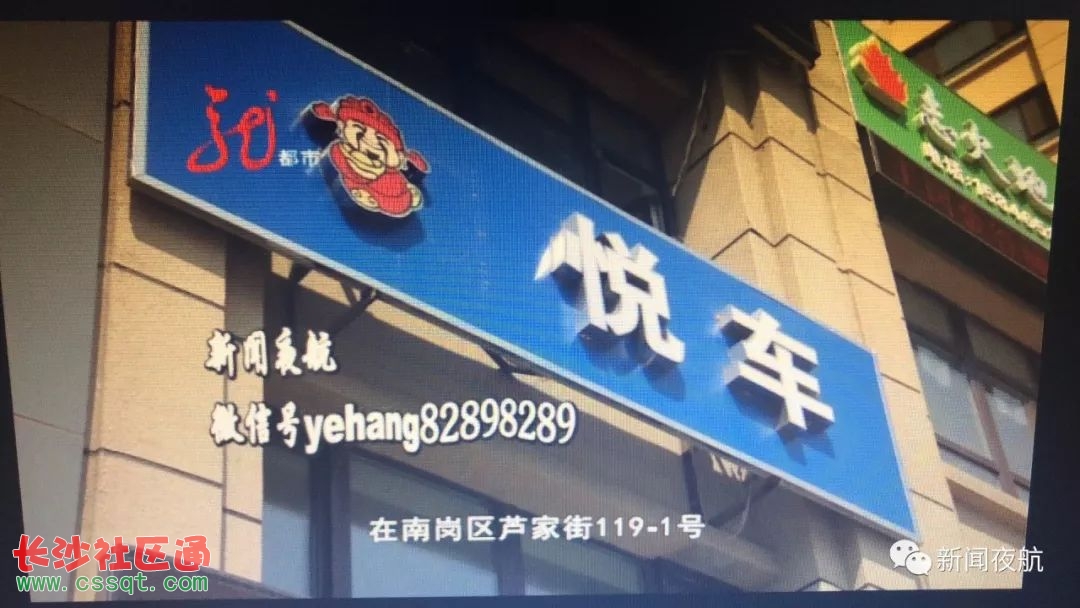 龙
都市
悦车
新闻夜航
微信号yehang82898289
在南岗区芦家街119-1号
长沙社区通
www.cssqt.com
新闻夜航